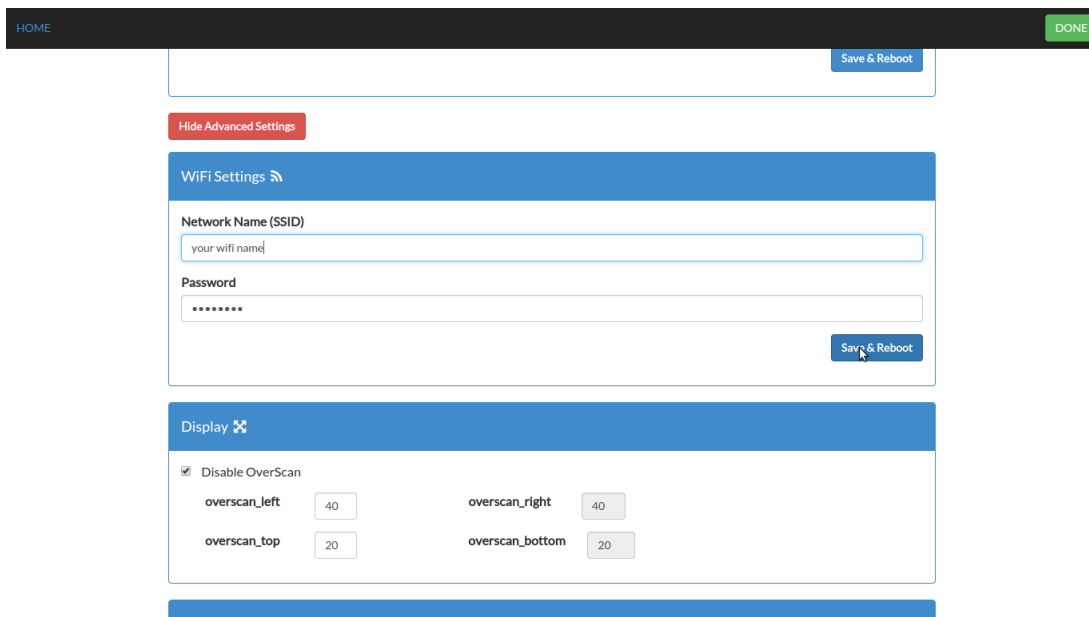 HOME
DONE
Save & Reboot
Hide Advanced Settings
WiFi Settings
Network Name (SSID)
your wifi name
Password
••••••••
Save & Reboot
Display
Disable OverScan
overscan_left 40 overscan_right 40
overscan_top 20 overscan_bottom 20